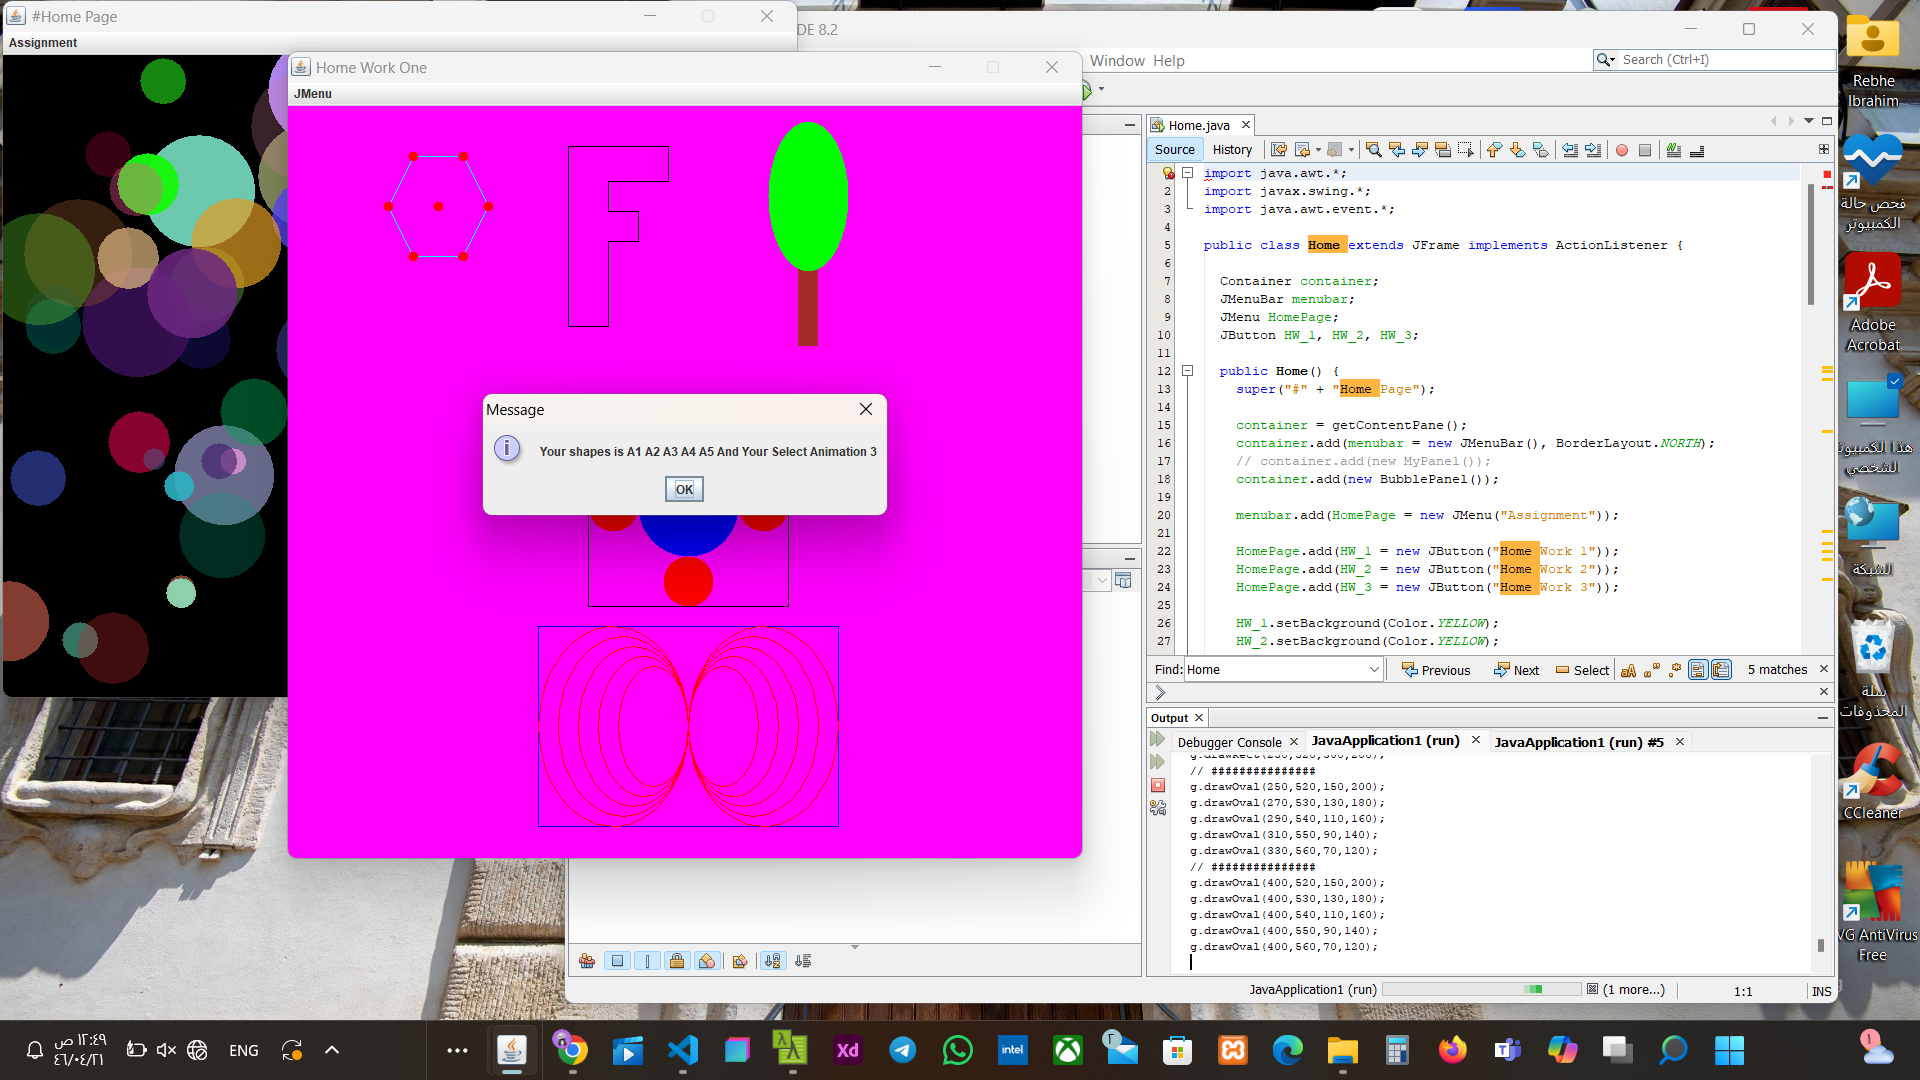 #Home Page
Assignment
DE 8.2
Home Work One
JMenu
Window Help
Search (Ctrl+I)
Home.java
Source History
import java.awt.*;
2 import javax.swing.*;
3 import java.awt.event.*;
4
5 public class Home extends JFrame implements ActionListener {
6
7 Container container;
8 JMenuBar menubar;
9 JMenu HomePage;
10 JButton HW_1, HW_2, HW_3;
11
12 public Home() {
13 super("#" + "Home Page");
14
15 container = getContentPane();
16 container.add(menubar = new JMenuBar(), BorderLayout.NORTH);
17 // container.add(new MyPanel());
18 container.add(new BubblePanel());
19
20 menubar.add(HomePage = new JMenu("Assignment"));
21
22 HomePage.add(HW_1 = new JButton("Home Work 1"));
23 HomePage.add(HW_2 = new JButton("Home Work 2"));
24 HomePage.add(HW_3 = new JButton("Home Work 3"));
25
26 HW_1.setBackground(Color.YELLOW);
27 HW_2.setBackground(Color.YELLOW);
Find: Home Previous Next Select 5 matches
Message
Your shapes is A1 A2 A3 A4 A5 And Your Select Animation 3
OK
Output
Debugger Console JavaApplication1 (run) JavaApplication1 (run) #5
g.drawRect(250,520,300,200);
// ###############
g.drawOval(250,520,150,200);
g.drawOval(270,530,130,180);
g.drawOval(290,540,110,160);
g.drawOval(310,550,90,140);
g.drawOval(330,560,70,120);
// ###############
g.drawOval(400,520,150,200);
g.drawOval(400,530,130,180);
g.drawOval(400,540,110,160);
g.drawOval(400,550,90,140);
g.drawOval(400,560,70,120);
JavaApplication1 (run) (1 more...) 1:1 INS
Rebhe
Ibrahim
فحص حالة
الكمبيوتر
Adobe
Acrobat
هذا الكمبيوتر
الشخصي
الشبكة
سلة
المحذوفات
CCleaner
VG AntiVirus
Free
١٢:٤٩ ص
٤٦/٠٤/٢١
ENG
Xd
intel
٢
١